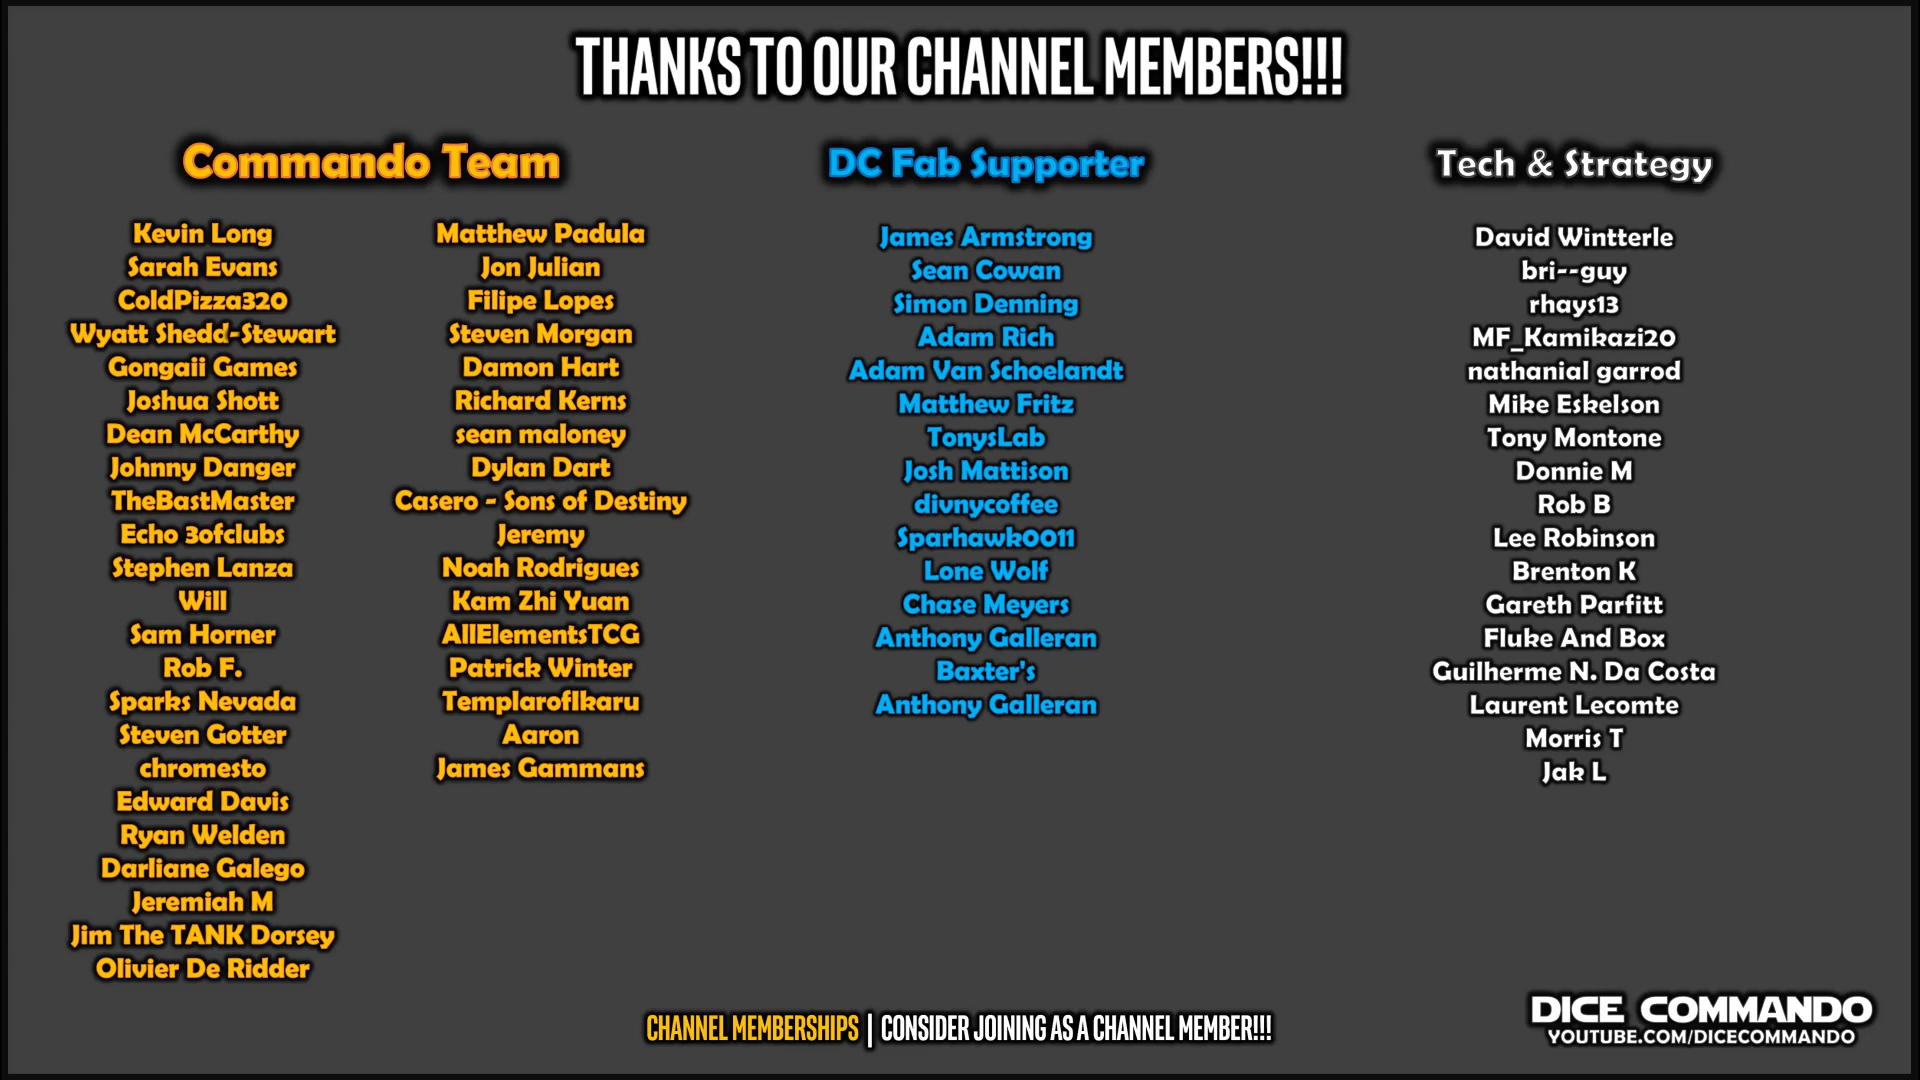 THANKS TO OUR CHANNEL MEMBERS!!!
Commando Team
Kevin Long
Sarah Evans
ColdPizza320
Wyatt Shedd-Stewart
Gongaii Games
Joshua Shott
Dean McCarthy
Johnny Danger
TheBastMaster
Echo 3ofclubs
Stephen Lanza
Will
Sam Horner
Rob F.
Sparks Nevada
Steven Gotter
chromesto
Edward Davis
Ryan Welden
Darliane Galego
Jeremiah M
Jim The TANK Dorsey
Olivier De Ridder
Matthew Padula
Jon Julian
Filipe Lopes
Steven Morgan
Damon Hart
Richard Kerns
sean maloney
Dylan Dart
Casero - Sons of Destiny
Jeremy
Noah Rodrigues
Kam Zhi Yuan
AllElementsTCG
Patrick Winter
TemplarofIkaru
Aaron
James Gammans
DC Fab Supporter
James Armstrong
Sean Cowan
Simon Denning
Adam Rich
Adam Van Schoelandt
Matthew Fritz
TonysLab
Josh Mattison
divnycoffee
Sparhawk0011
Lone Wolf
Chase Meyers
Anthony Galleran
Baxter's
Anthony Galleran
Tech & Strategy
David Wintterle
bri--guy
rhays13
MF_Kamikazi20
nathanial garrod
Mike Eskelson
Tony Montone
Donnie M
Rob B
Lee Robinson
Brenton K
Gareth Parfitt
Fluke And Box
Guilherme N. Da Costa
Laurent Lecomte
Morris T
Jak L
CHANNEL MEMBERSHIPS | CONSIDER JOINING AS A CHANNEL MEMBER!!!
DICE COMMANDO
YOUTUBE.COM/DICECOMMANDO